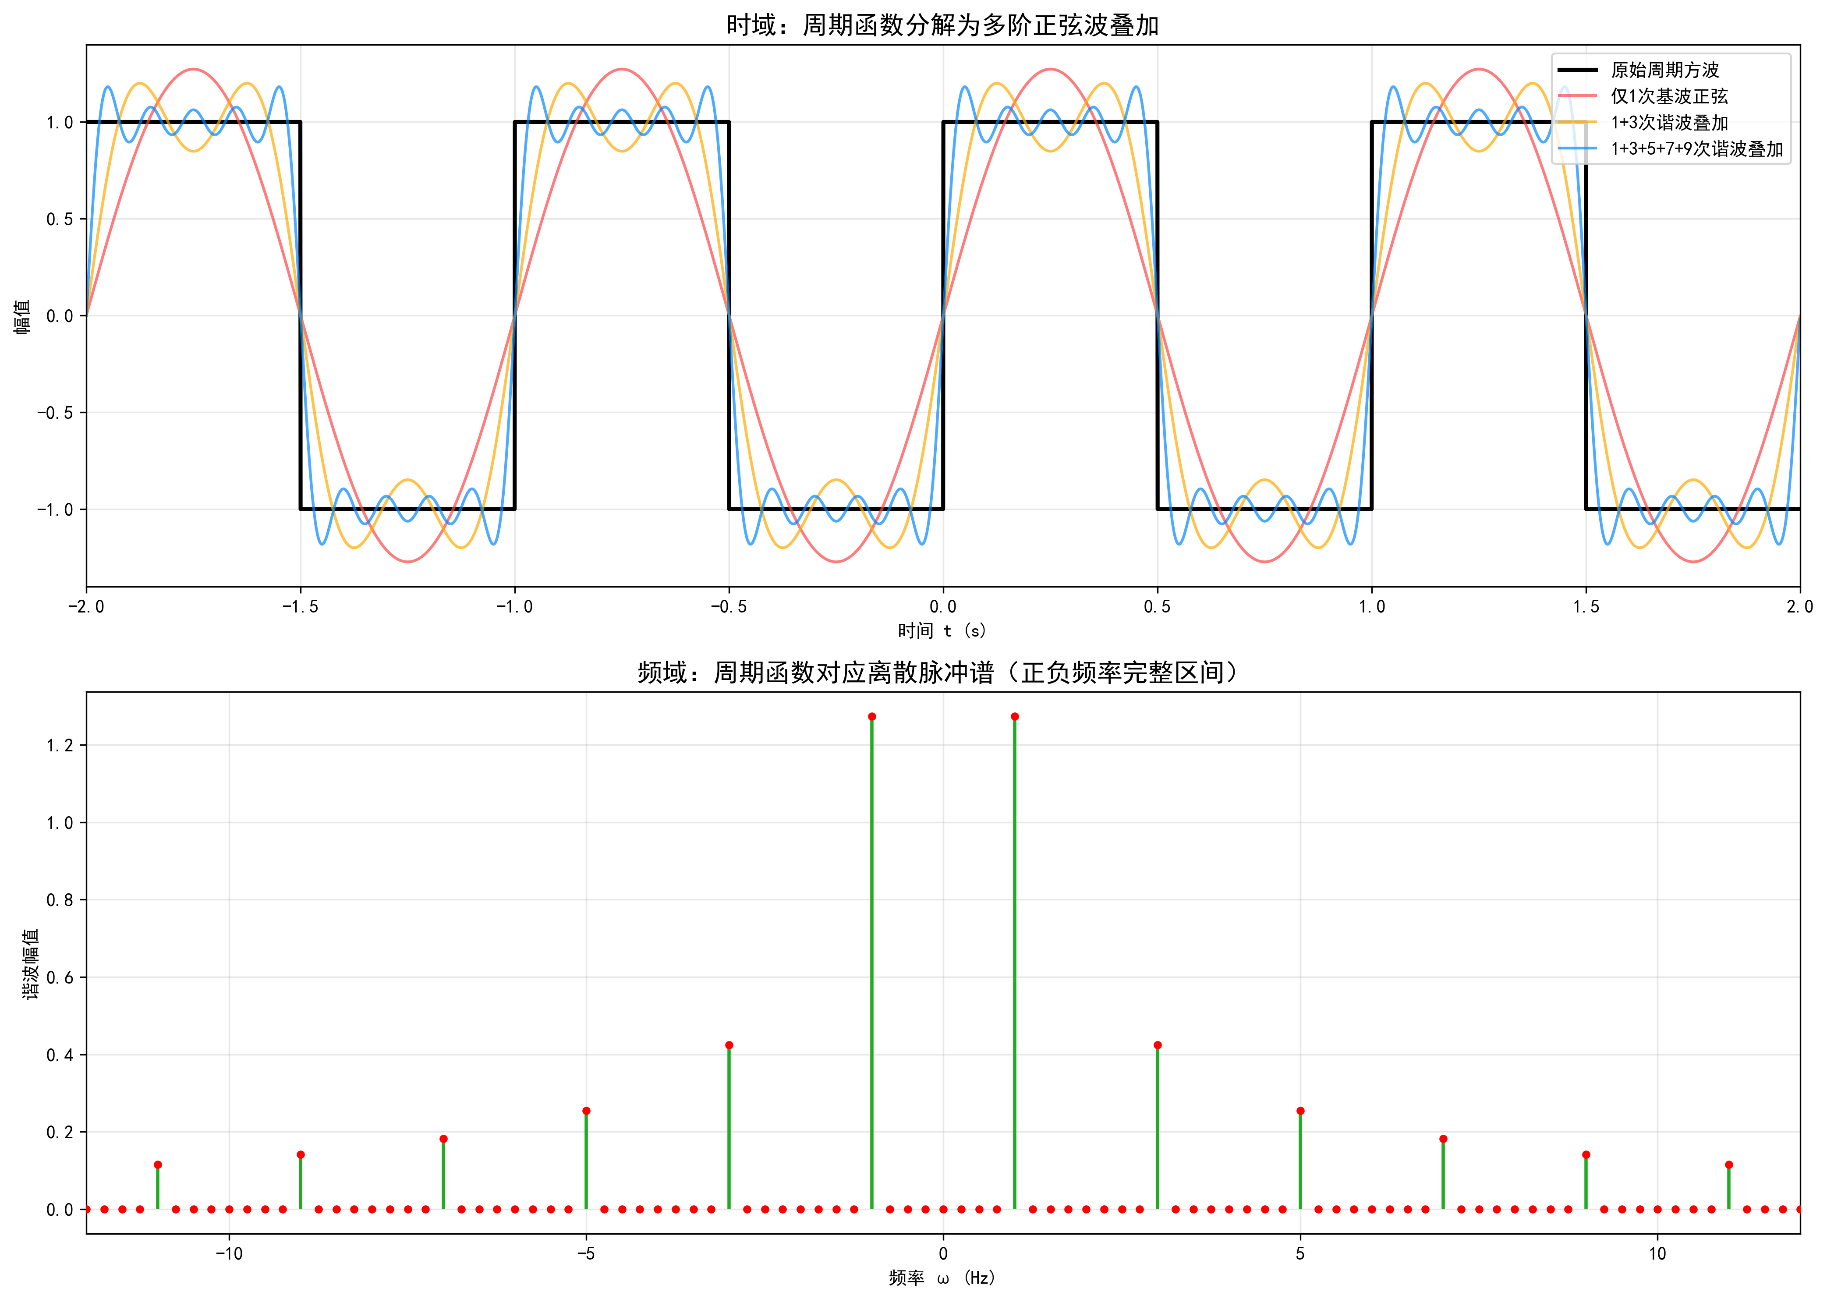 时域：周期函数分解为多阶正弦波叠加
原始周期方波
仅1次基波正弦
1+3次谐波叠加
1+3+5+7+9次谐波叠加
1.0
0.5
0.0
-0.5
-1.0
幅值
-2.0 -1.5 -1.0 -0.5 0.0 0.5 1.0 1.5 2.0
时间 t (s)
频域：周期函数对应离散脉冲谱（正负频率完整区间）
1.2
1.0
0.8
0.6
0.4
0.2
0.0
谐波幅值
-10 -5 0 5 10
频率 ω (Hz)